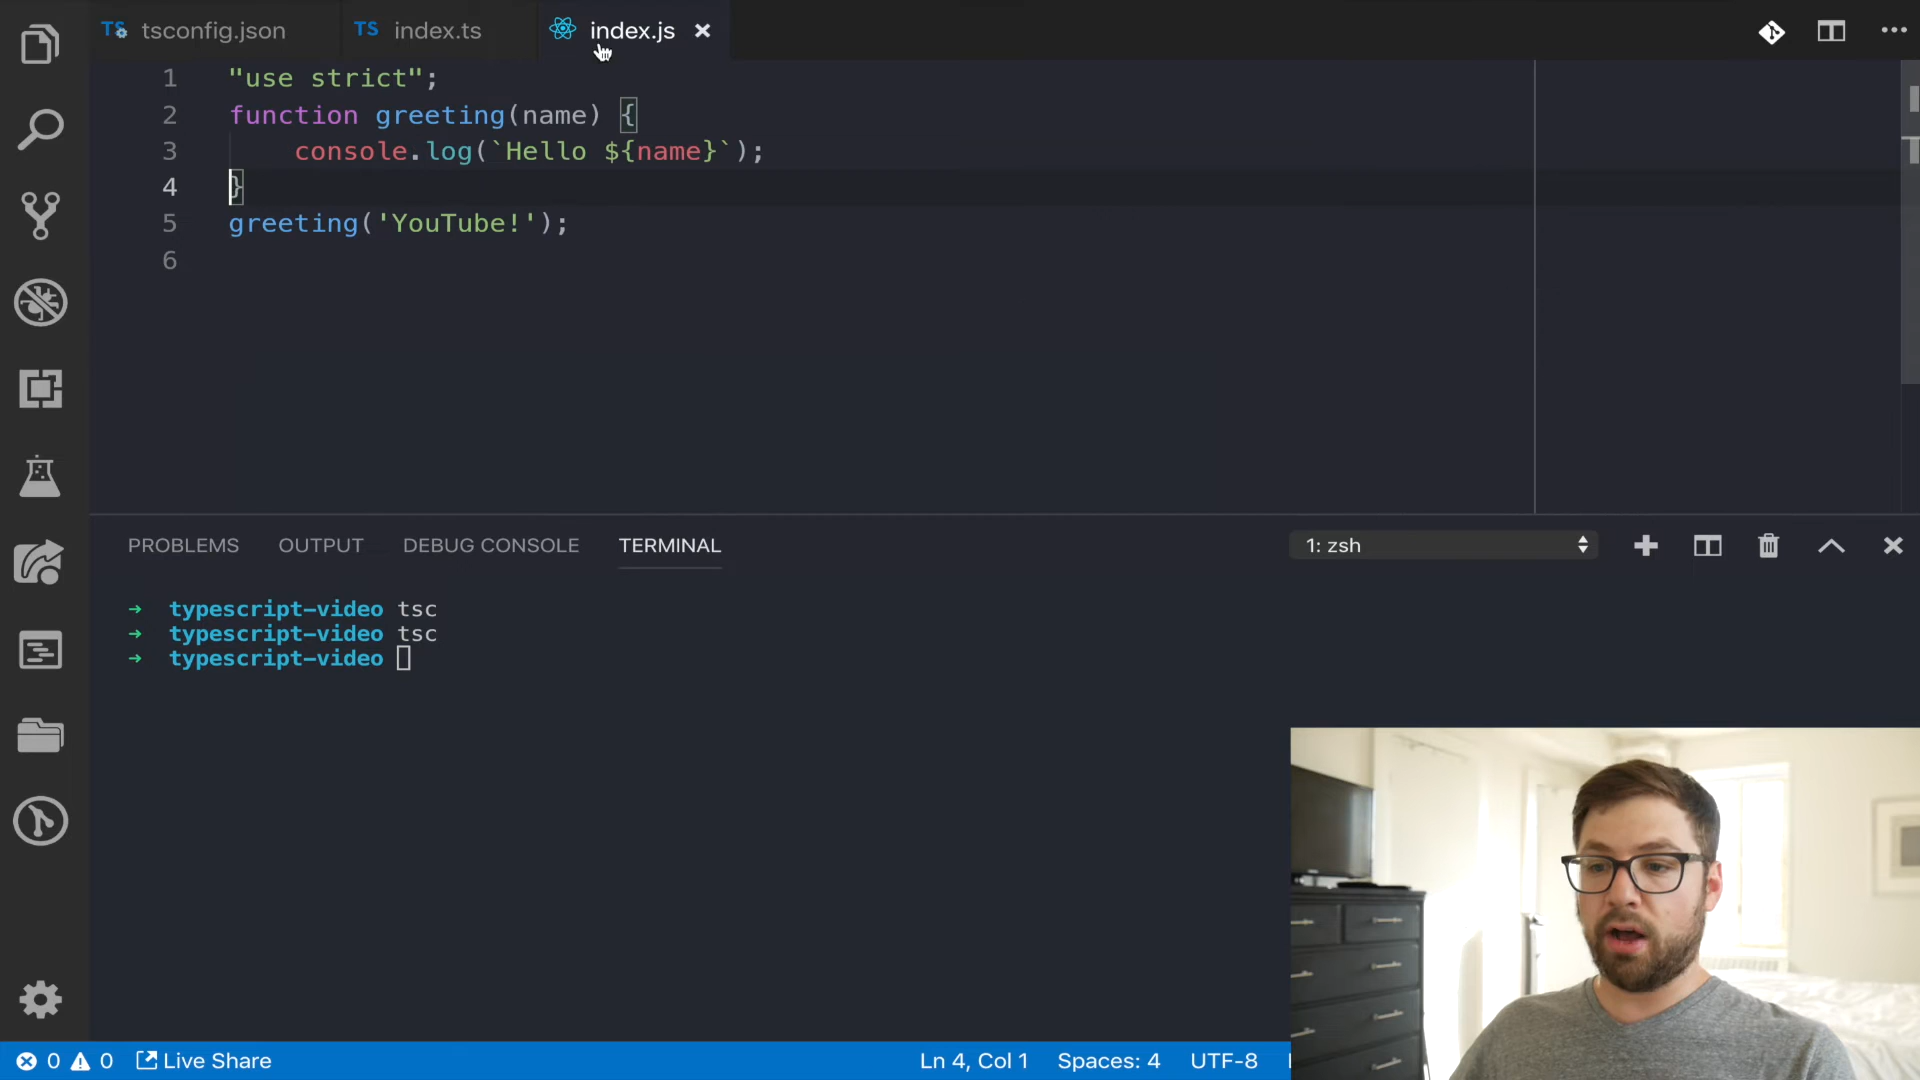 TS tsconfig.json TS index.ts index.js
1 "use strict";
2 function greeting(name) {
3 console.log(`Hello ${name}`);
4 }
5 greeting('YouTube!');
6
PROBLEMS OUTPUT DEBUG CONSOLE TERMINAL 1: zsh
→ typescript-video tsc
→ typescript-video tsc
→ typescript-video
0 0 Live Share Ln 4, Col 1 Spaces: 4 UTF-8